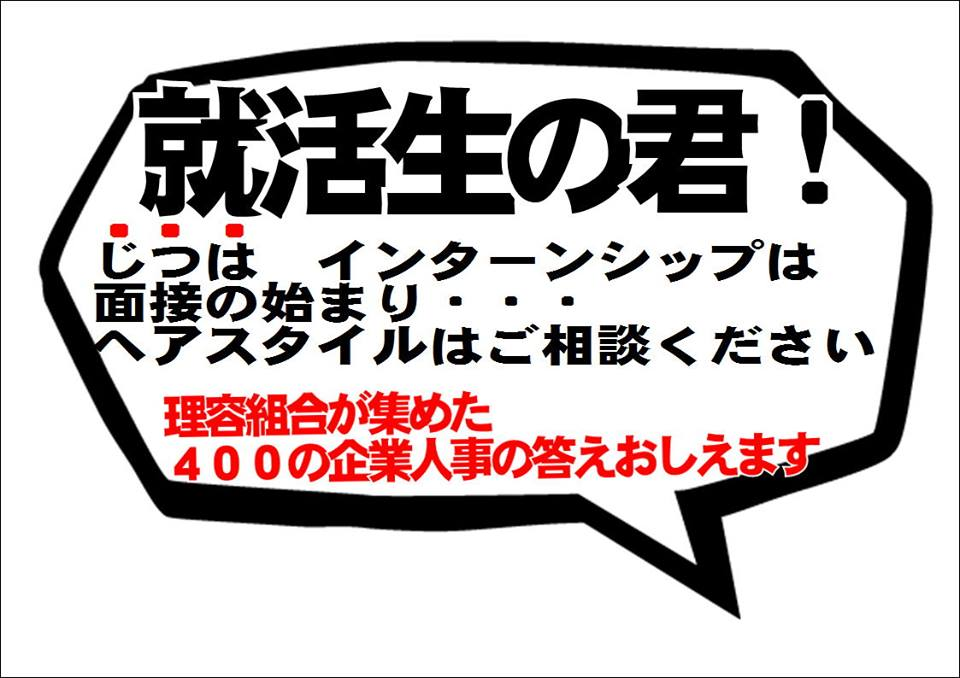 就活生の君！
じつは　インターンシップは
面接の始まり・・・
ヘアスタイルはご相談ください
理容組合が集めた
４００の企業人事の答えおしえます